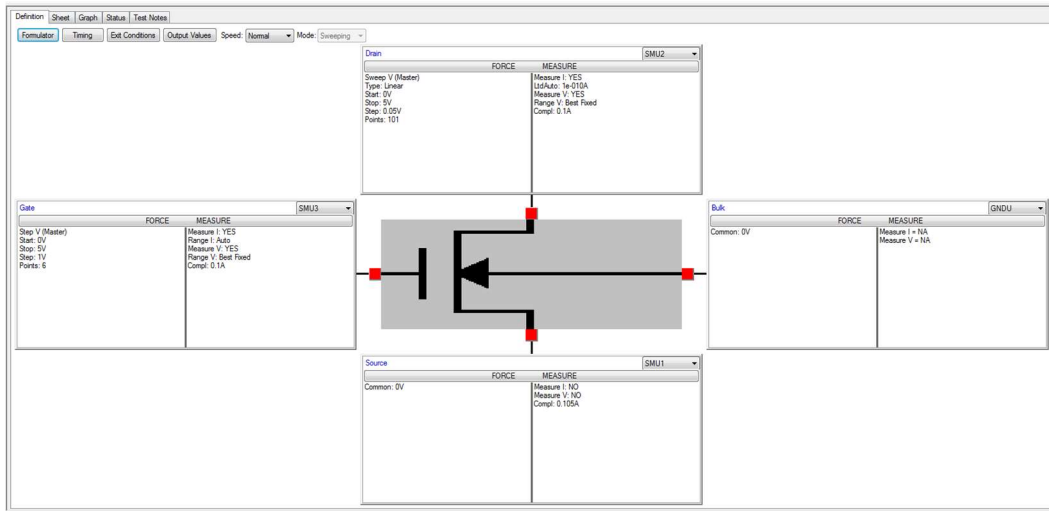 Definition Sheet Graph Status Test Notes
Formulator Timing Exit Conditions Output Values Speed: Normal Mode: Sweeping
Drain SMU2
FORCE MEASURE
Sweep V (Master)
Type: Linear
Start: 0V
Stop: 5V
Step: 0.05V
Points: 101
Measure I: YES
LtdAuto: 1e-010A
Measure V: YES
Range V: Best Fixed
Compl: 0.1A
Gate SMU3
FORCE MEASURE
Step V (Master)
Start: 0V
Stop: 5V
Step: 1V
Points: 6
Measure I: YES
Range I: Auto
Measure V: YES
Range V: Best Fixed
Compl: 0.1A
Bulk GNDU
FORCE MEASURE
Common: 0V
Measure I = NA
Measure V = NA
Source SMU1
FORCE MEASURE
Common: 0V
Measure I: NO
Measure V: NO
Compl: 0.105A